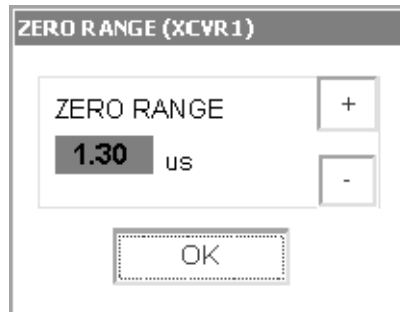 ZERO RANGE (XCVR1)
ZERO RANGE
+
1.30 us
-
OK